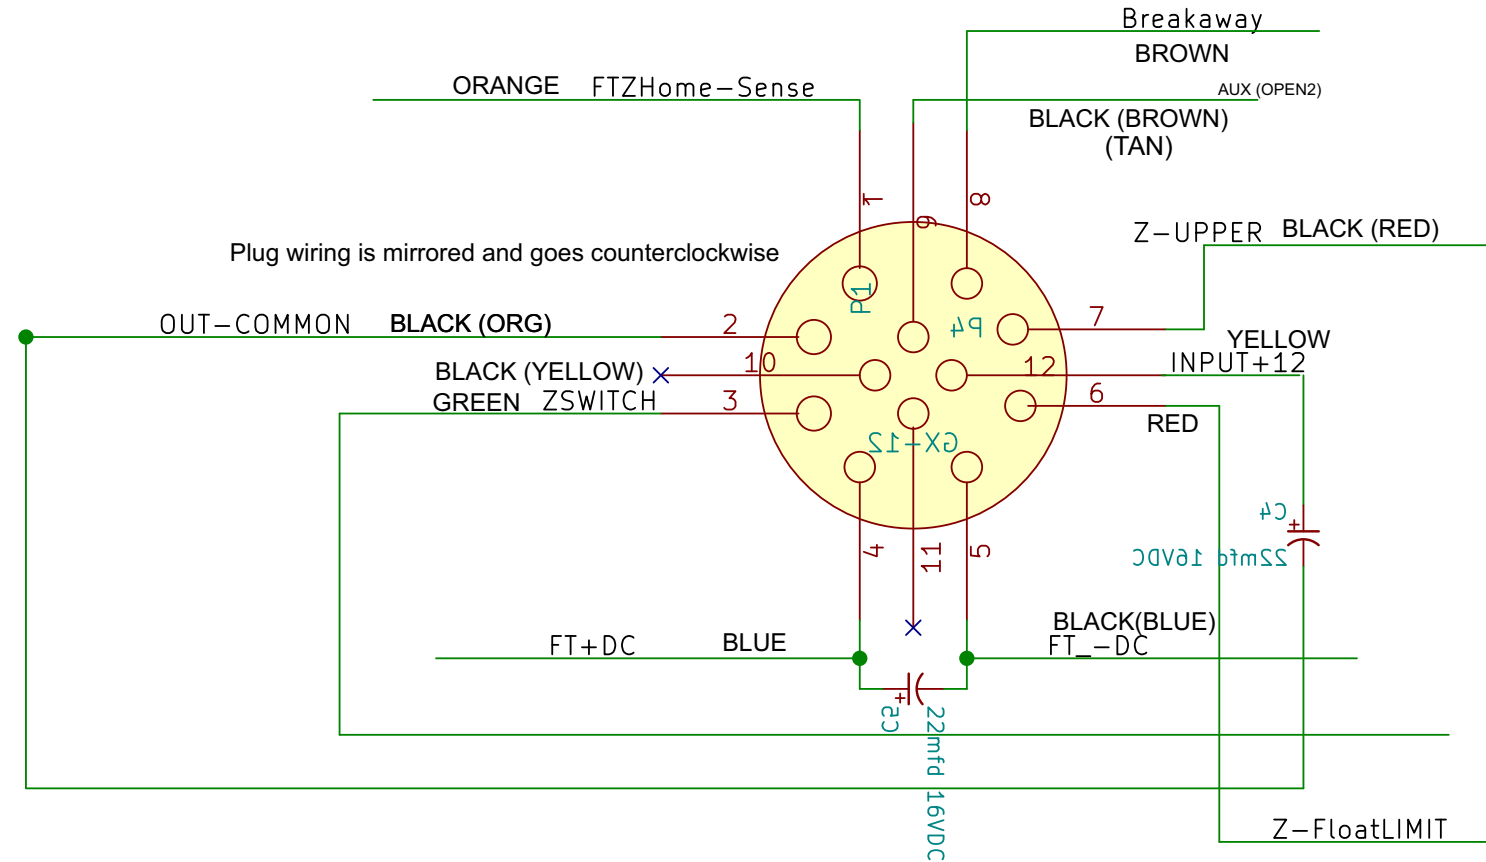 Breakaway
BROWN
ORANGE FTZHome-Sense
AUX (OPEN2)
BLACK (BROWN)
(TAN)
1
9
8
Z-UPPER BLACK (RED)
Plug wiring is mirrored and goes counterclockwise
P1
P4
7
OUT-COMMON BLACK (ORG)
2
YELLOW
INPUT+12
10
12
BLACK (YELLOW)
GREEN ZSWITCH
3
6
RED
GX-12
C4
+
22mfd 16VDC
4
11
5
BLACK(BLUE)
FT+DC BLUE
FT_-DC
+
C5
22mfd 16VDC
Z-FloatLIMIT